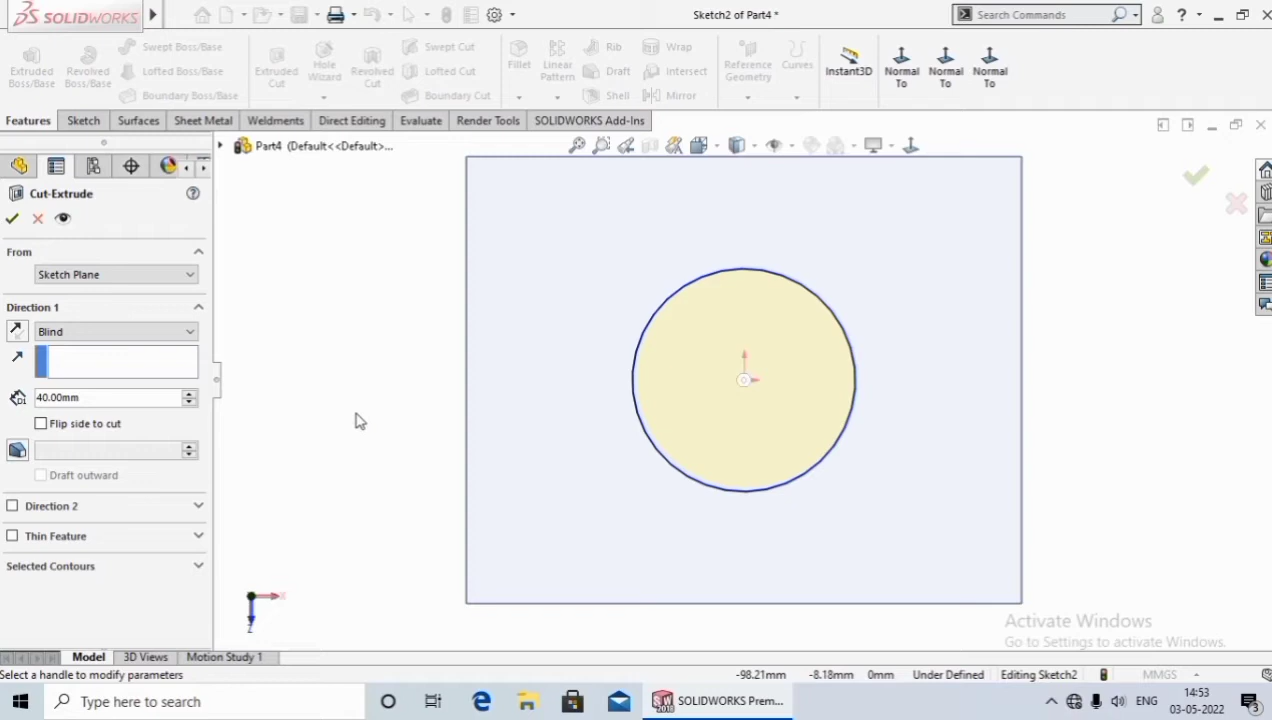 SOLIDWORKS
Sketch2 of Part4 *
Search Commands
Extruded Boss/Base
Revolved Boss/Base
Swept Boss/Base
Lofted Boss/Base
Boundary Boss/Base
Extruded Cut
Hole Wizard
Revolved Cut
Swept Cut
Lofted Cut
Boundary Cut
Fillet
Linear Pattern
Rib
Draft
Shell
Wrap
Intersect
Mirror
Reference Geometry
Curves
Instant3D
Normal To
Normal To
Normal To
Features Sketch Surfaces Sheet Metal Weldments Direct Editing Evaluate Render Tools SOLIDWORKS Add-Ins
Part4 (Default<<Default>...
Cut-Extrude
From
Sketch Plane
Direction 1
Blind
40.00mm
Flip side to cut
Draft outward
Direction 2
Thin Feature
Selected Contours
X
Z
Activate Windows
Go to Settings to activate Windows.
Model 3D Views Motion Study 1
Select a handle to modify parameters
-98.21mm -8.18mm 0mm Under Defined Editing Sketch2 MMGS
Type here to search
SOLIDWORKS Prem...
ENG
14:53
03-05-2022
3